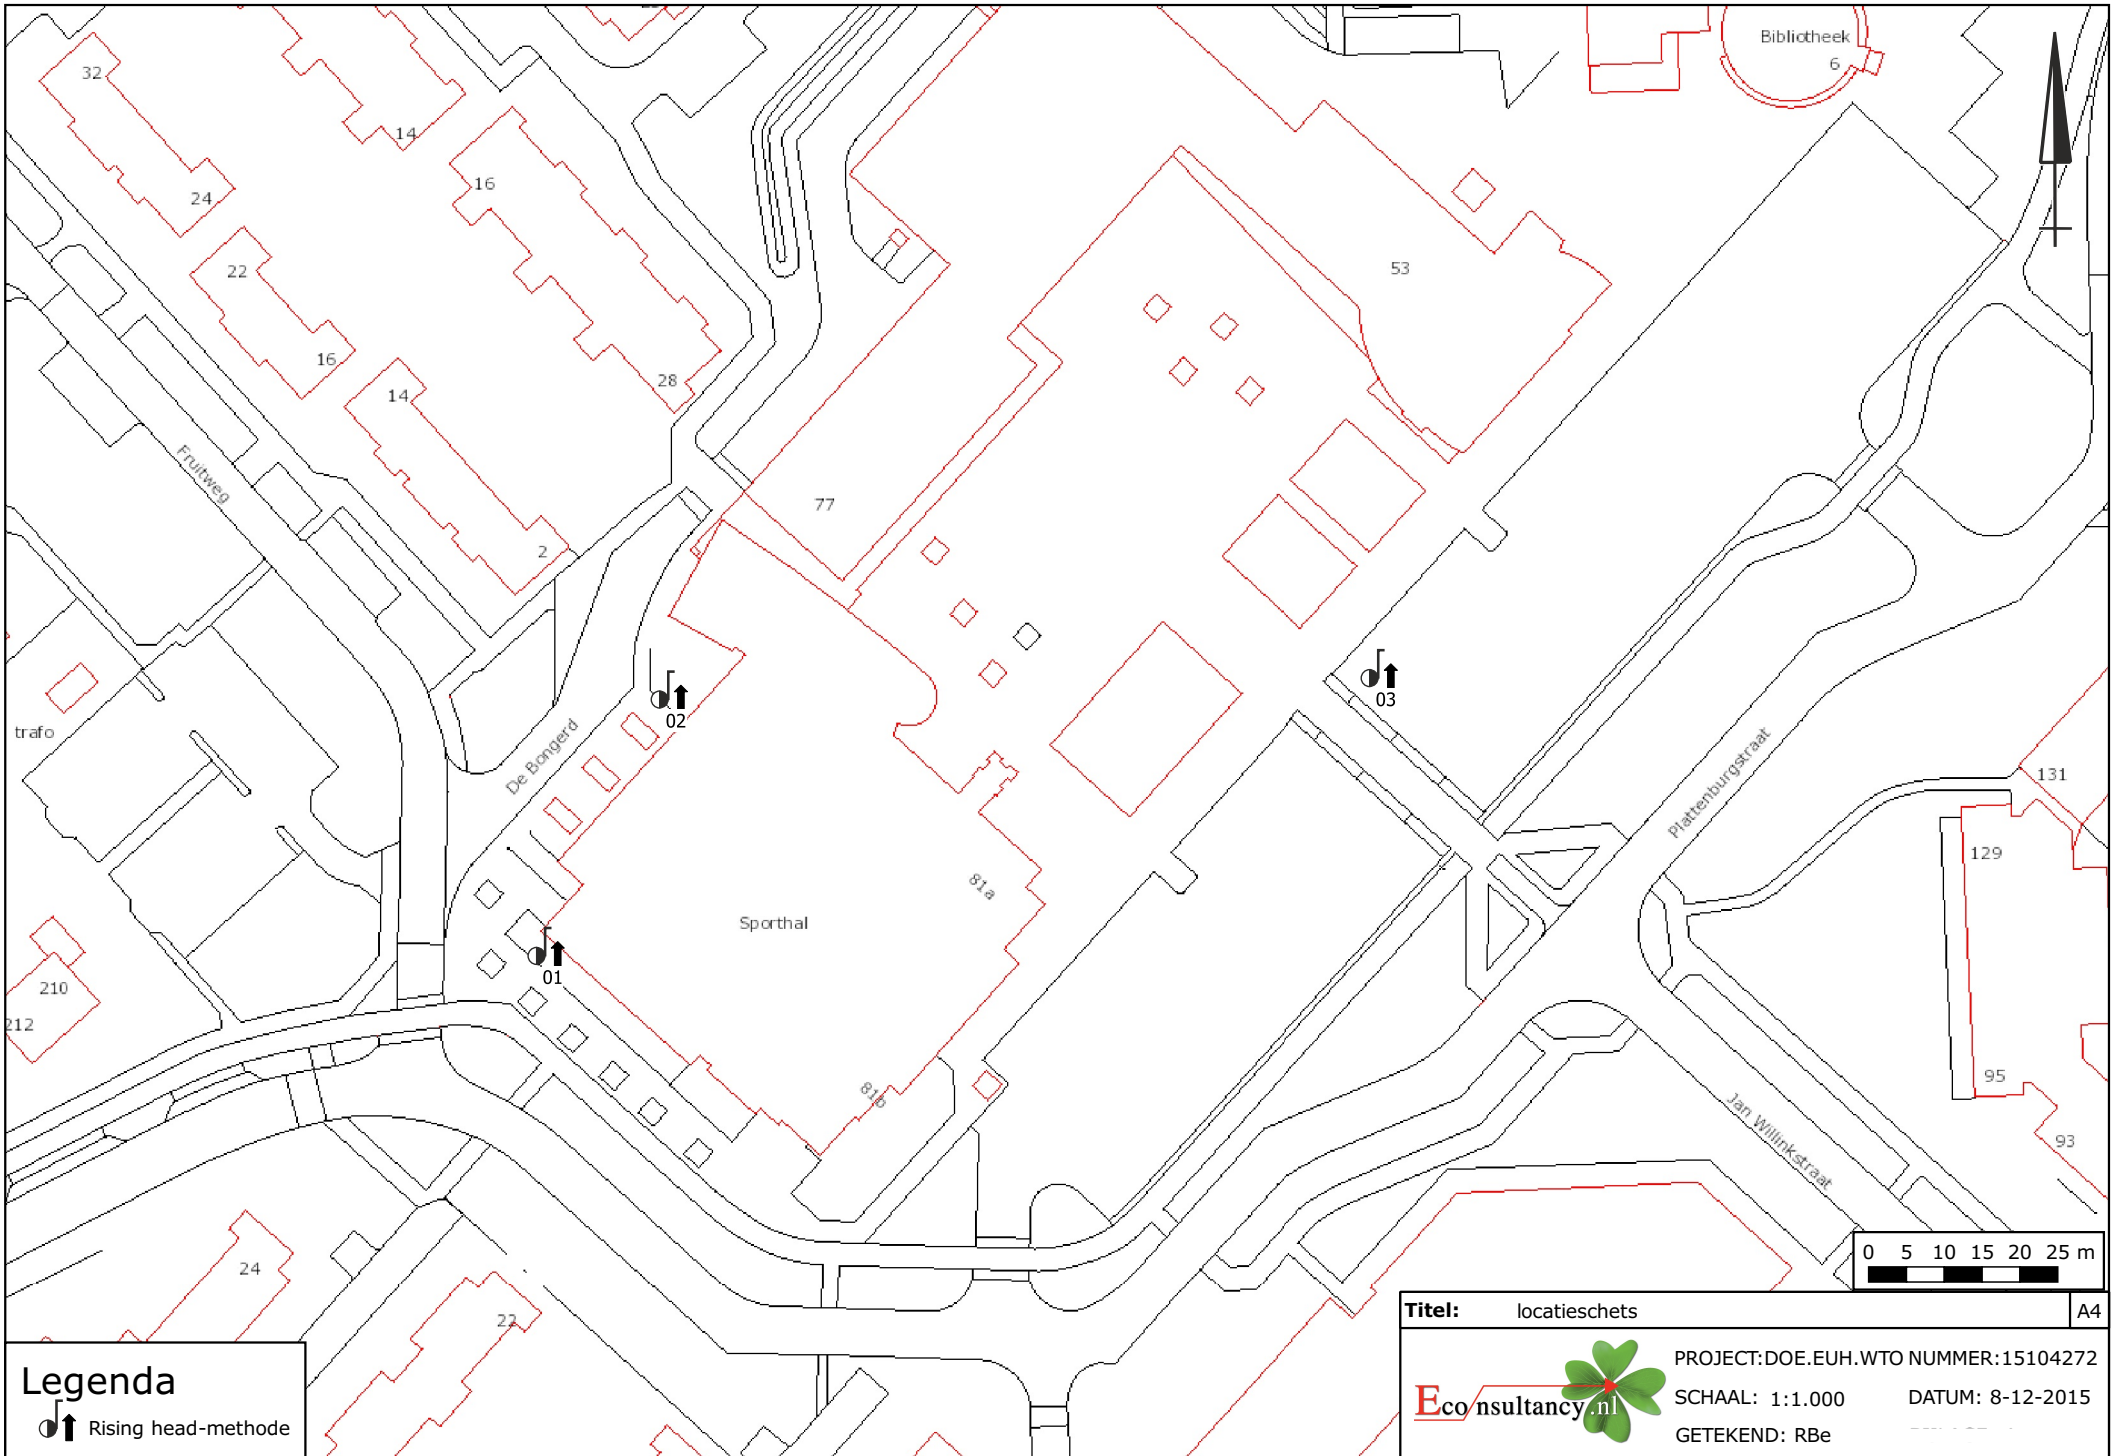 Bibliotheek
6
32
14
24
16
22
53
16
28
14
Fruitweg
77
2
02
03
trafo
De Bongerd
Plattenburgstraat
131
129
81a
Sporthal
01
210
212
95
81b
Jan Willinkstraat
93
0 5 10 15 20 25 m
24
22
Titel: locatieschets A4
Legenda
Rising head-methode
Econsultancy.nl
PROJECT:DOE.EUH.WTO NUMMER:15104272
SCHAAL: 1:1.000 DATUM: 8-12-2015
GETEKEND: RBe